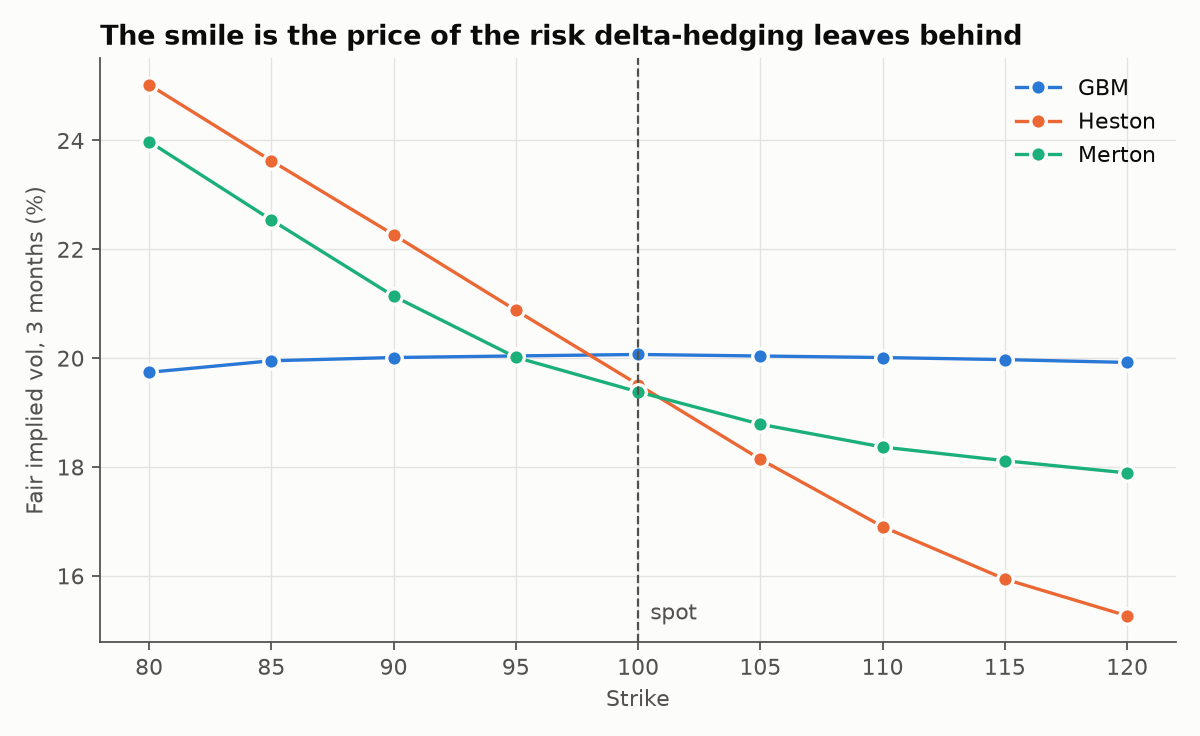 The smile is the price of the risk delta-hedging leaves behind
GBM
Heston
Merton
Fair implied vol, 3 months (%)
24
22
20
18
16
spot
80 85 90 95 100 105 110 115 120
Strike